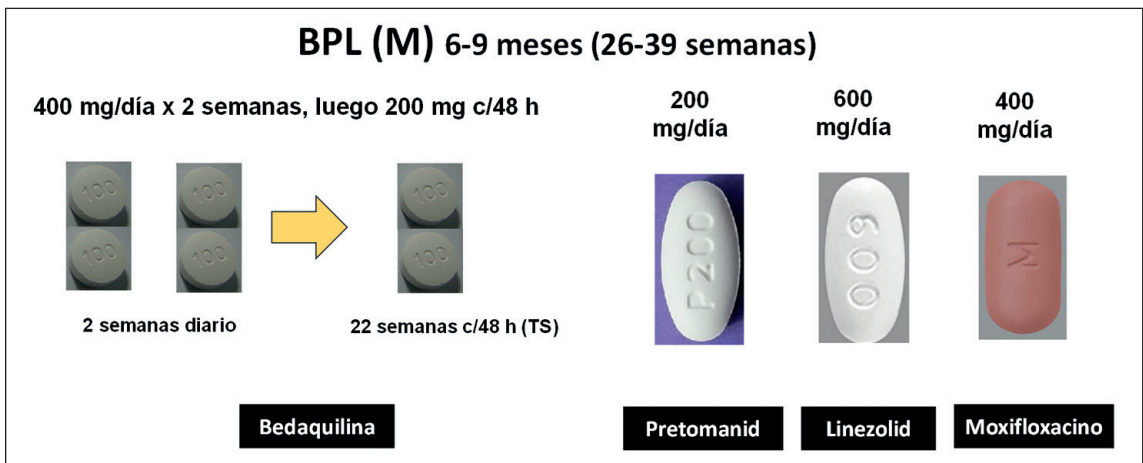 BPL (M) 6-9 meses (26-39 semanas)
400 mg/día x 2 semanas, luego 200 mg c/48 h
200
mg/día
600
mg/día
400
mg/día
100
100
100
100
100
100
P200
600
M
2 semanas diario
22 semanas c/48 h (TS)
Bedaquilina
Pretomanid
Linezolid
Moxifloxacino